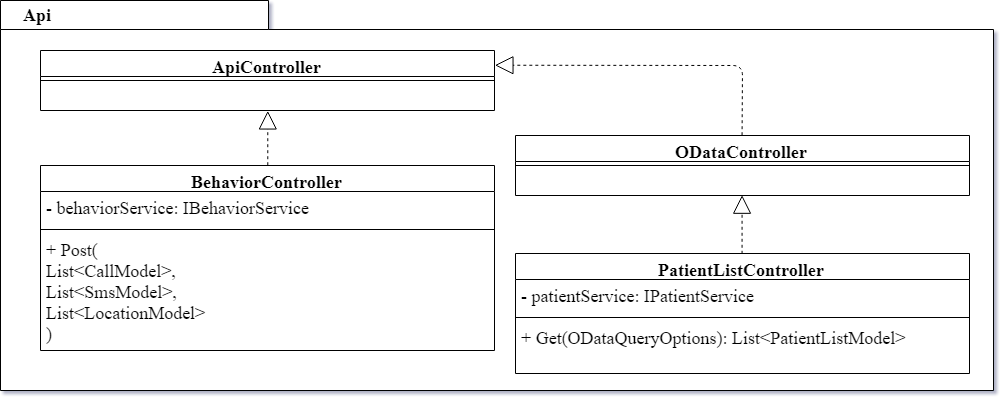 Api
ApiController
BehaviorController
- behaviorService: IBehaviorService
+ Post(
List<CallModel>,
List<SmsModel>,
List<LocationModel>
)
ODataController
PatientListController
- patientService: IPatientService
+ Get(ODataQueryOptions): List<PatientListModel>